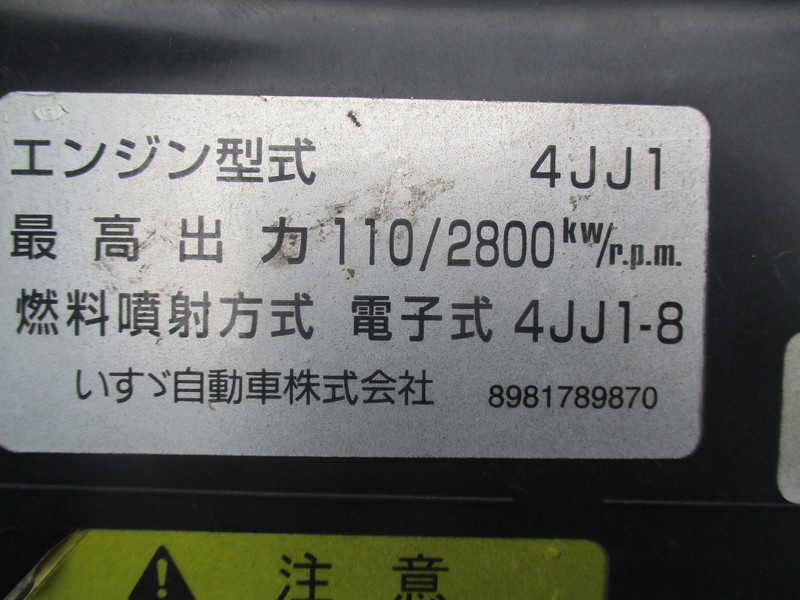 エンジン型式 4JJ1
最高出力 110/2800 kw/r.p.m.
燃料噴射方式 電子式 4JJ1-8
いすゞ自動車株式会社 8981789870
注意